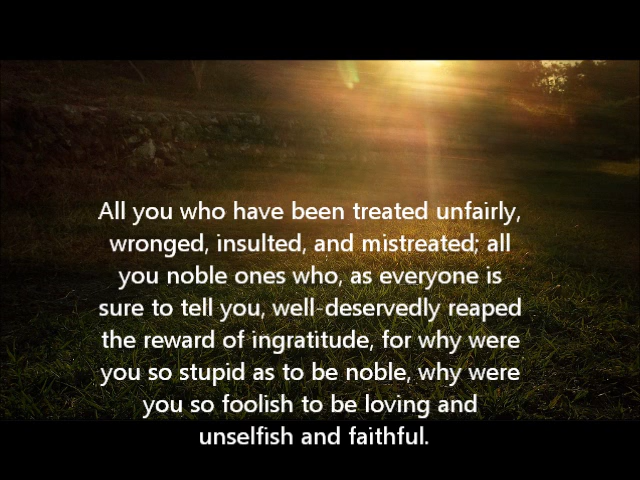 All you who have been treated unfairly,
wronged, insulted, and mistreated; all
you noble ones who, as everyone is
sure to tell you, well-deservedly reaped
the reward of ingratitude, for why were
you so stupid as to be noble, why were
you so foolish to be loving and
unselfish and faithful.